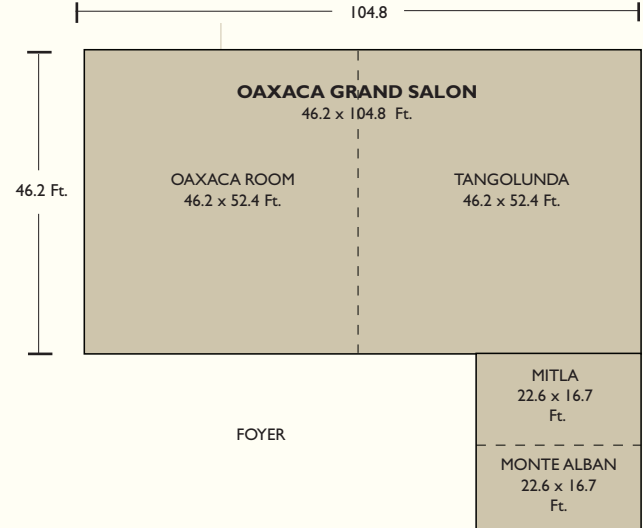 104.8
OAXACA GRAND SALON
46.2 x 104.8 Ft.
46.2 Ft.
OAXACA ROOM
46.2 x 52.4 Ft.
TANGOLUNDA
46.2 x 52.4 Ft.
MITLA
22.6 x 16.7
Ft.
FOYER
MONTE ALBAN
22.6 x 16.7
Ft.